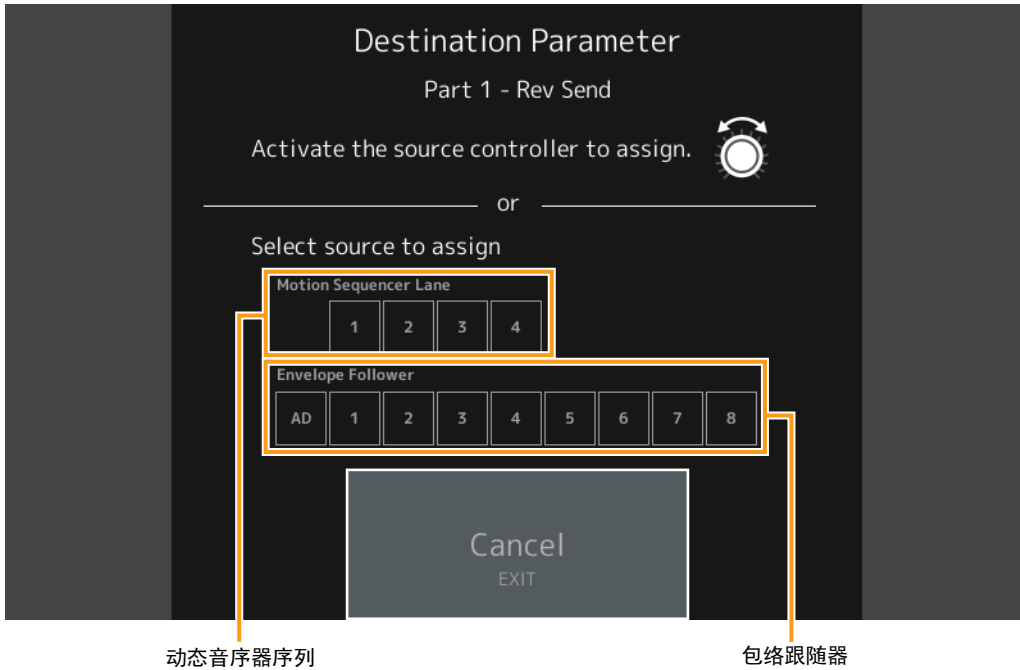 Destination Parameter
Part 1 - Rev Send
Activate the source controller to assign.
or
Select source to assign
Motion Sequencer Lane
1 2 3 4
Envelope Follower
AD 1 2 3 4 5 6 7 8
Cancel
EXIT
动态音序器序列 包络跟随器